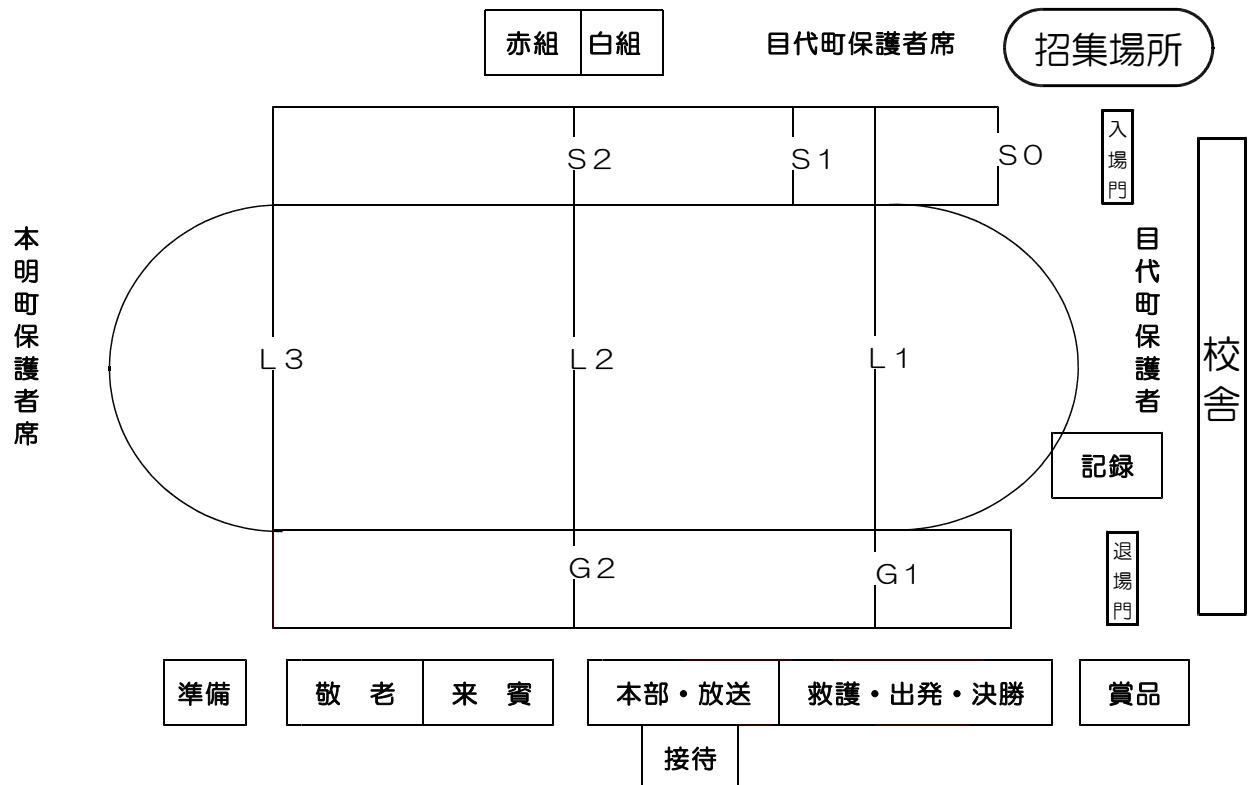 赤組 白組
目代町保護者席
招集場所
入場門
S2
S1
S0
本明町保護者席
目代町保護者
校舎
L3
L2
L1
記録
G2
G1
退場門
準備
敬 老
来 賓
本部・放送
救護・出発・決勝
賞品
接待